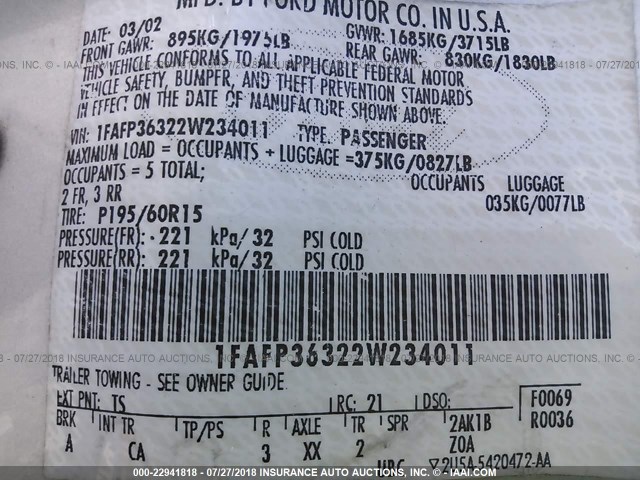 MFD. BY FORD MOTOR CO. IN U.S.A.
DATE: 03/02 GVWR: 1685KG/3715LB
FRONT GAWR: 895KG/1975LB REAR GAWR: 830KG/1830LB
THIS VEHICLE CONFORMS TO ALL APPLICABLE FEDERAL MOTOR
VEHICLE SAFETY, BUMPER, AND THEFT PREVENTION STANDARDS
IN EFFECT ON THE DATE OF MANUFACTURE SHOWN ABOVE.
VIN: 1FAFP36322W234011 TYPE: PASSENGER
MAXIMUM LOAD = OCCUPANTS + LUGGAGE =375KG/0827LB
OCCUPANTS = 5 TOTAL; OCCUPANTS LUGGAGE
2 FR, 3 RR 035KG/0077LB
TIRE: P195/60R15
PRESSURE(FR): 221 kPa/ 32 PSI COLD
PRESSURE(RR): 221 kPa/ 32 PSI COLD
1FAFP36322W234011
TRAILER TOWING - SEE OWNER GUIDE
EXT PNT: TS RC: 21 DSO: F0069
BRK INT TR TP/PS R AXLE TR SPR 2AK1B R0036
A CA 3 XX 2 Z0A
2U5A-5420472-AA
000-22941818 - 07/27/2018 - © IAAI.COM